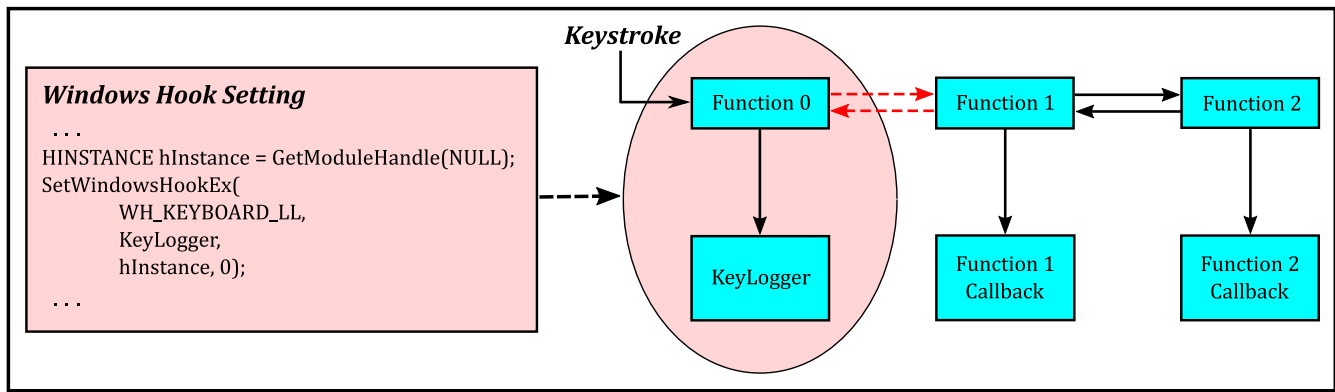 Windows Hook Setting
. . .
HINSTANCE hInstance = GetModuleHandle(NULL);
SetWindowsHookEx(
WH_KEYBOARD_LL,
KeyLogger,
hInstance, 0);
. . .
Keystroke
Function 0
KeyLogger
Function 1
Function 1
Callback
Function 2
Function 2
Callback